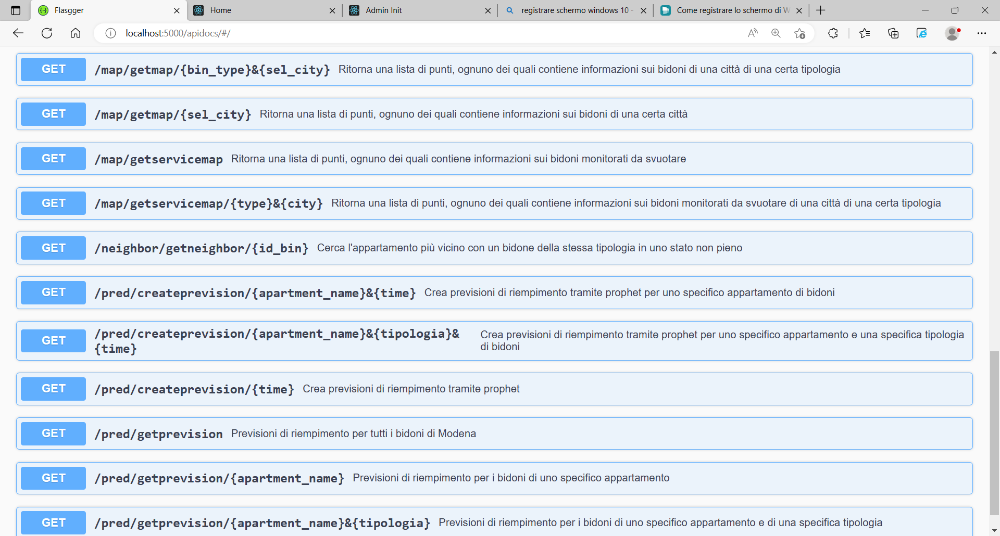 Flasgger
Home
Admin Init
registrare schermo windows 10 -
Come registrare lo schermo di W
localhost:5000/apidocs/#/
GET /map/getmap/{bin_type}&{sel_city} Ritorna una lista di punti, ognuno dei quali contiene informazioni sui bidoni di una città di una certa tipologia
GET /map/getmap/{sel_city} Ritorna una lista di punti, ognuno dei quali contiene informazioni sui bidoni di una certa città
GET /map/getservicemap Ritorna una lista di punti, ognuno dei quali contiene informazioni sui bidoni monitorati da svuotare
GET /map/getservicemap/{type}&{city} Ritorna una lista di punti, ognuno dei quali contiene informazioni sui bidoni monitorati da svuotare di una città di una certa tipologia
GET /neighbor/getneighbor/{id_bin} Cerca l'appartamento più vicino con un bidone della stessa tipologia in uno stato non pieno
GET /pred/createprevision/{apartment_name}&{time} Crea previsioni di riempimento tramite prophet per uno specifico appartamento di bidoni
GET /pred/createprevision/{apartment_name}&{tipologia}&
{time}
Crea previsioni di riempimento tramite prophet per uno specifico appartamento e una specifica tipologia
di bidoni
GET /pred/createprevision/{time} Crea previsioni di riempimento tramite prophet
GET /pred/getprevision Previsioni di riempimento per tutti i bidoni di Modena
GET /pred/getprevision/{apartment_name} Previsioni di riempimento per i bidoni di uno specifico appartamento
GET /pred/getprevision/{apartment_name}&{tipologia} Previsioni di riempimento per i bidoni di uno specifico appartamento e di una specifica tipologia